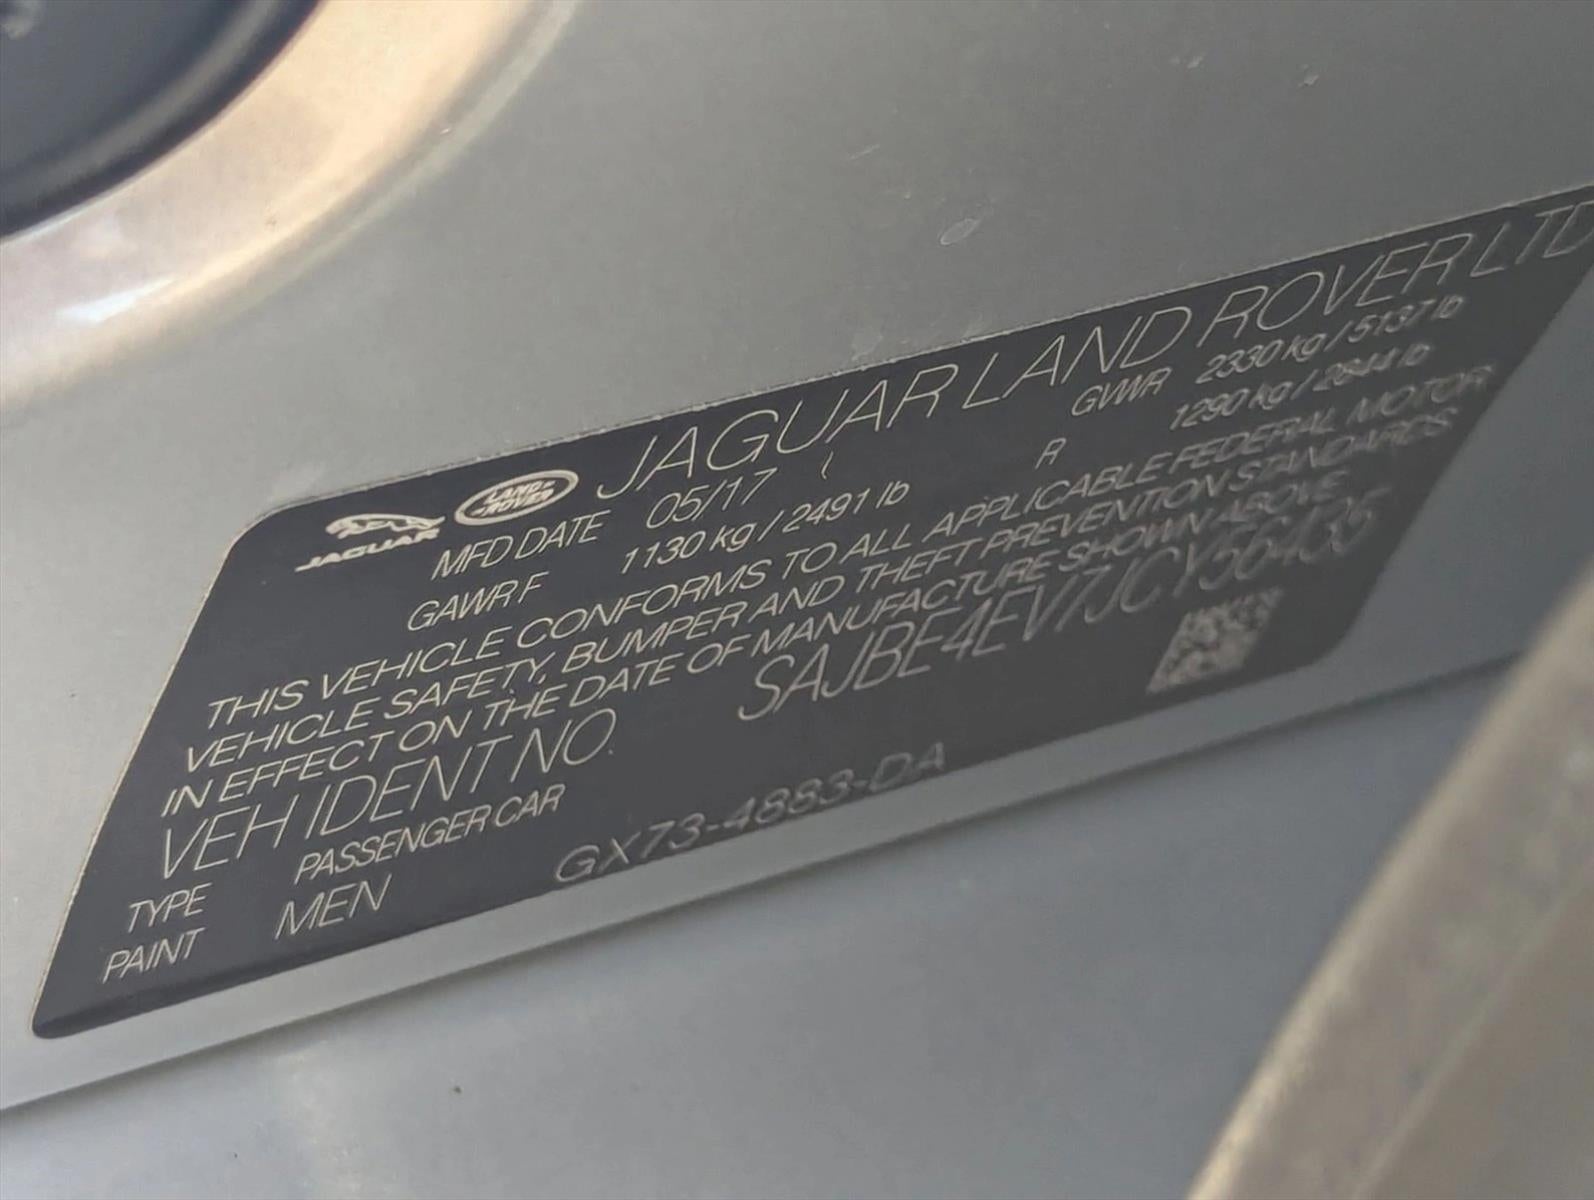 JAGUAR LAND ROVER JAGUAR LAND ROVER LTD
MFD DATE 05/17 GVWR 2330 kg / 5137 lb
GAWR F 1130 kg / 2491 lb R 1290 kg / 2844 lb
THIS VEHICLE CONFORMS TO ALL APPLICABLE FEDERAL MOTOR
VEHICLE SAFETY, BUMPER AND THEFT PREVENTION STANDARDS
IN EFFECT ON THE DATE OF MANUFACTURE SHOWN ABOVE
VEH IDENT NO. SAJBE4EV7JCY56435
TYPE PASSENGER CAR
PAINT MEN GX73-4883-DA